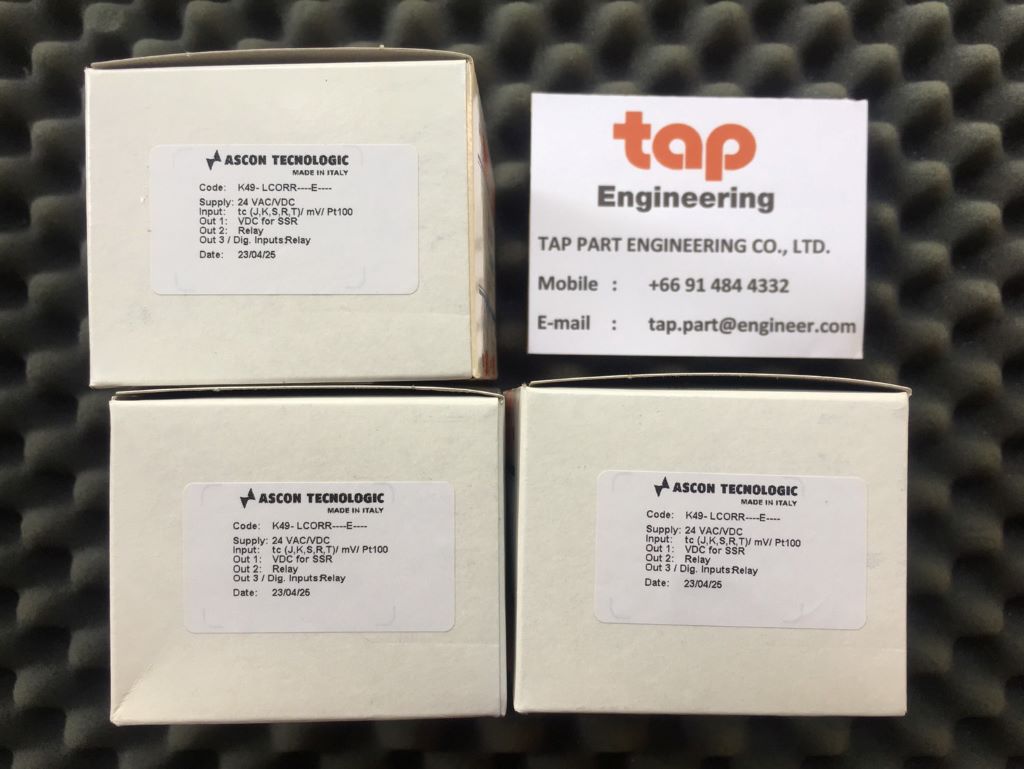 ASCON TECNOLOGIC
MADE IN ITALY
Code: K49- LCORR----E----
Supply: 24 VAC/VDC
Input: tc (J,K,S,R,T)/ mV/ Pt100
Out 1: VDC for SSR
Out 2: Relay
Out 3 / Dig. Inputs:Relay
Date: 23/04/25
tap
Engineering
TAP PART ENGINEERING CO., LTD.
Mobile : +66 91 484 4332
E-mail : tap.part@engineer.com
ASCON TECNOLOGIC
MADE IN ITALY
Code: K49- LCORR----E----
Supply: 24 VAC/VDC
Input: tc (J,K,S,R,T)/ mV/ Pt100
Out 1: VDC for SSR
Out 2: Relay
Out 3 / Dig. Inputs:Relay
Date: 23/04/25
ASCON TECNOLOGIC
MADE IN ITALY
Code: K49- LCORR----E----
Supply: 24 VAC/VDC
Input: tc (J,K,S,R,T)/ mV/ Pt100
Out 1: VDC for SSR
Out 2: Relay
Out 3 / Dig. Inputs:Relay
Date: 23/04/25